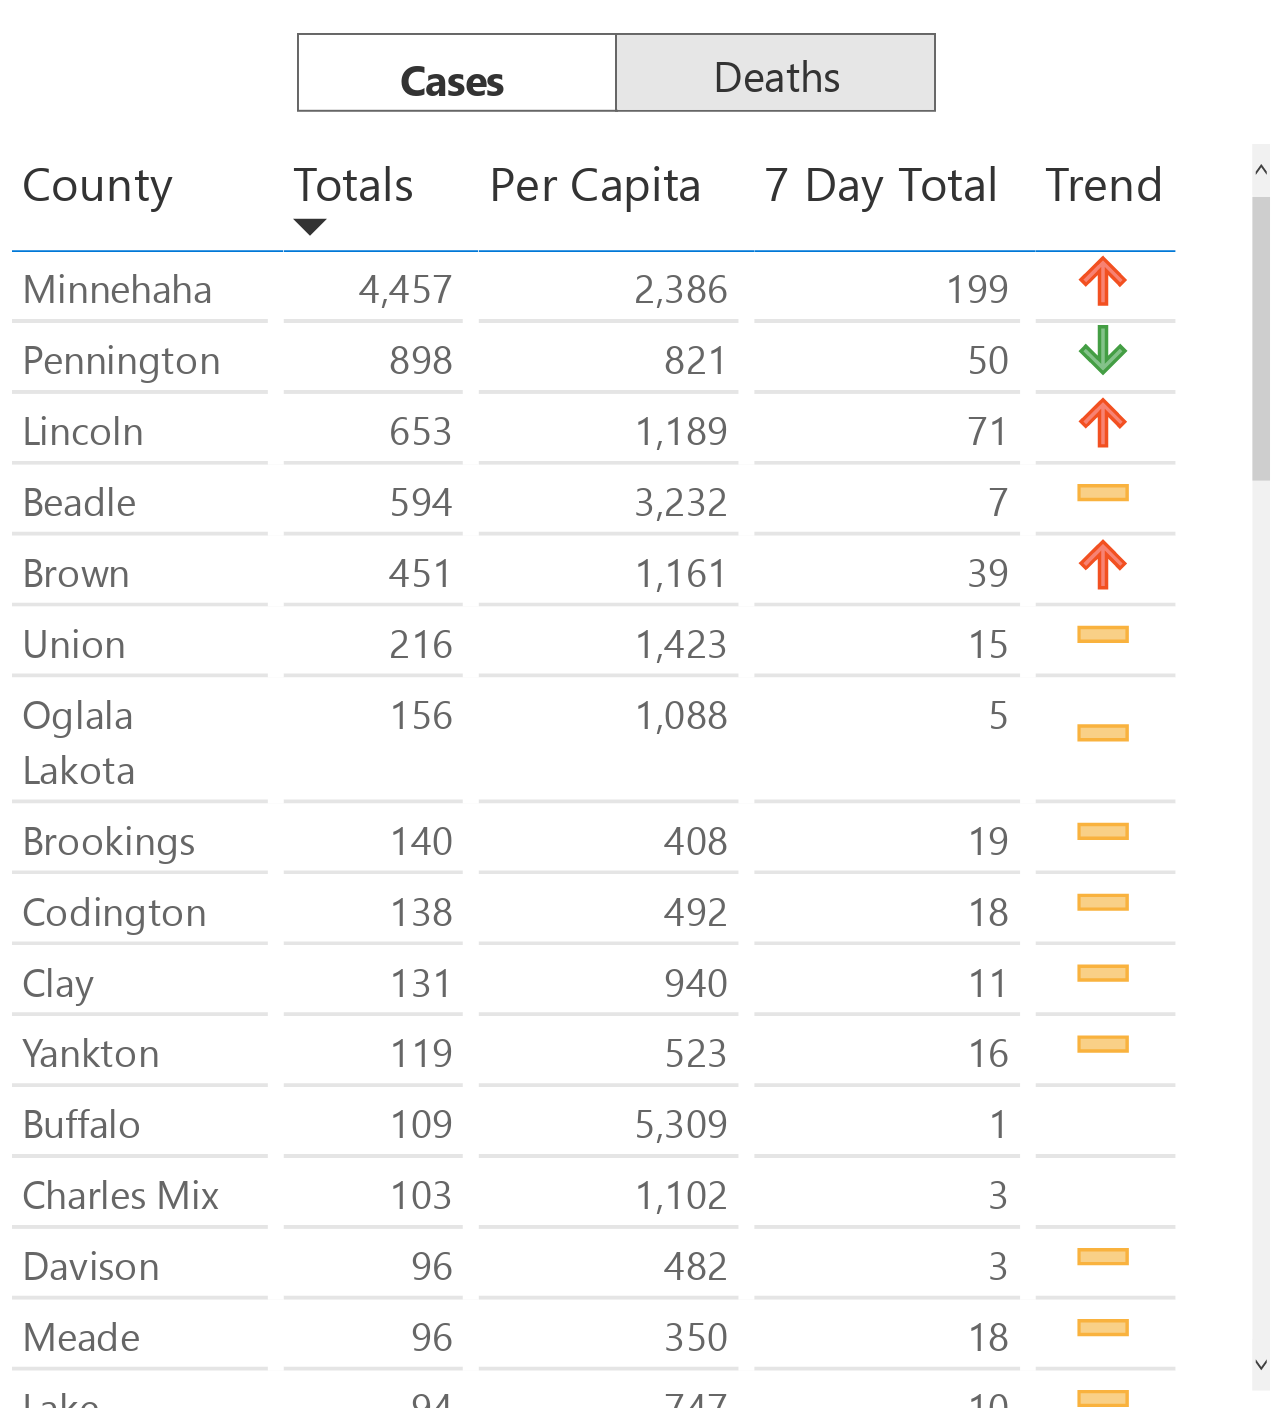 Cases Deaths
County Totals Per Capita 7 Day Total Trend
Minnehaha 4,457 2,386 199
Pennington 898 821 50
Lincoln 653 1,189 71
Beadle 594 3,232 7
Brown 451 1,161 39
Union 216 1,423 15
Oglala 156 1,088 5
Lakota
Brookings 140 408 19
Codington 138 492 18
Clay 131 940 11
Yankton 119 523 16
Buffalo 109 5,309 1
Charles Mix 103 1,102 3
Davison 96 482 3
Meade 96 350 18
Lake 94 747 10